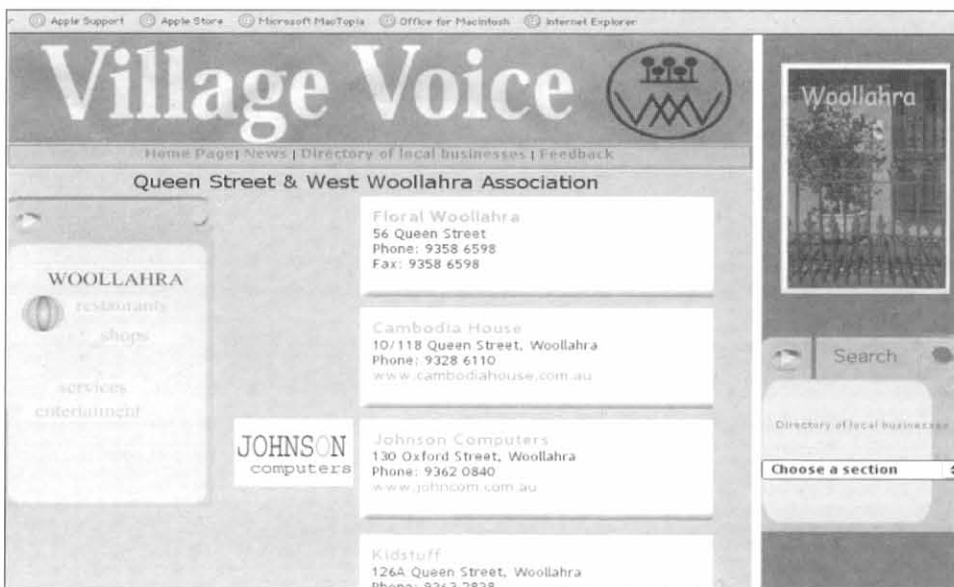 Apple Support Apple Store Microsoft MacTopia Office for Macintosh Internet Explorer
Village Voice
Home Page| News | Directory of local businesses | Feedback
Queen Street & West Woollahra Association
WOOLLAHRA
restaurants
shops
services
entertainment
JOHNSON
computers
Floral Woollahra
56 Queen Street
Phone: 9358 6598
Fax: 9358 6598
Cambodia House
10/118 Queen Street, Woollahra
Phone: 9328 6110
www.cambodiahouse.com.au
Johnson Computers
130 Oxford Street, Woollahra
Phone: 9362 0840
www.johncom.com.au
Kidstuff
126A Queen Street, Woollahra
Phone: 9363 2838
Woollahra
Search
Directory of local businesses
Choose a section